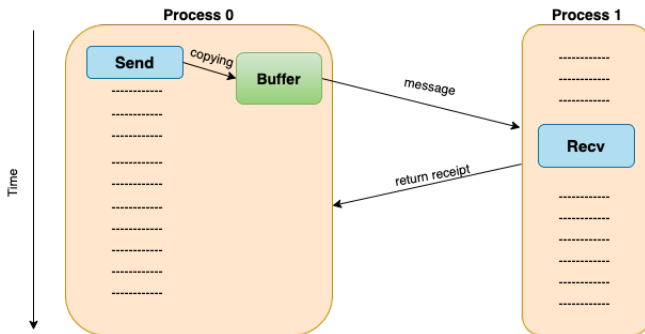 Process 0
Process 1
Send
copying
Buffer
message
Recv
return receipt
Time